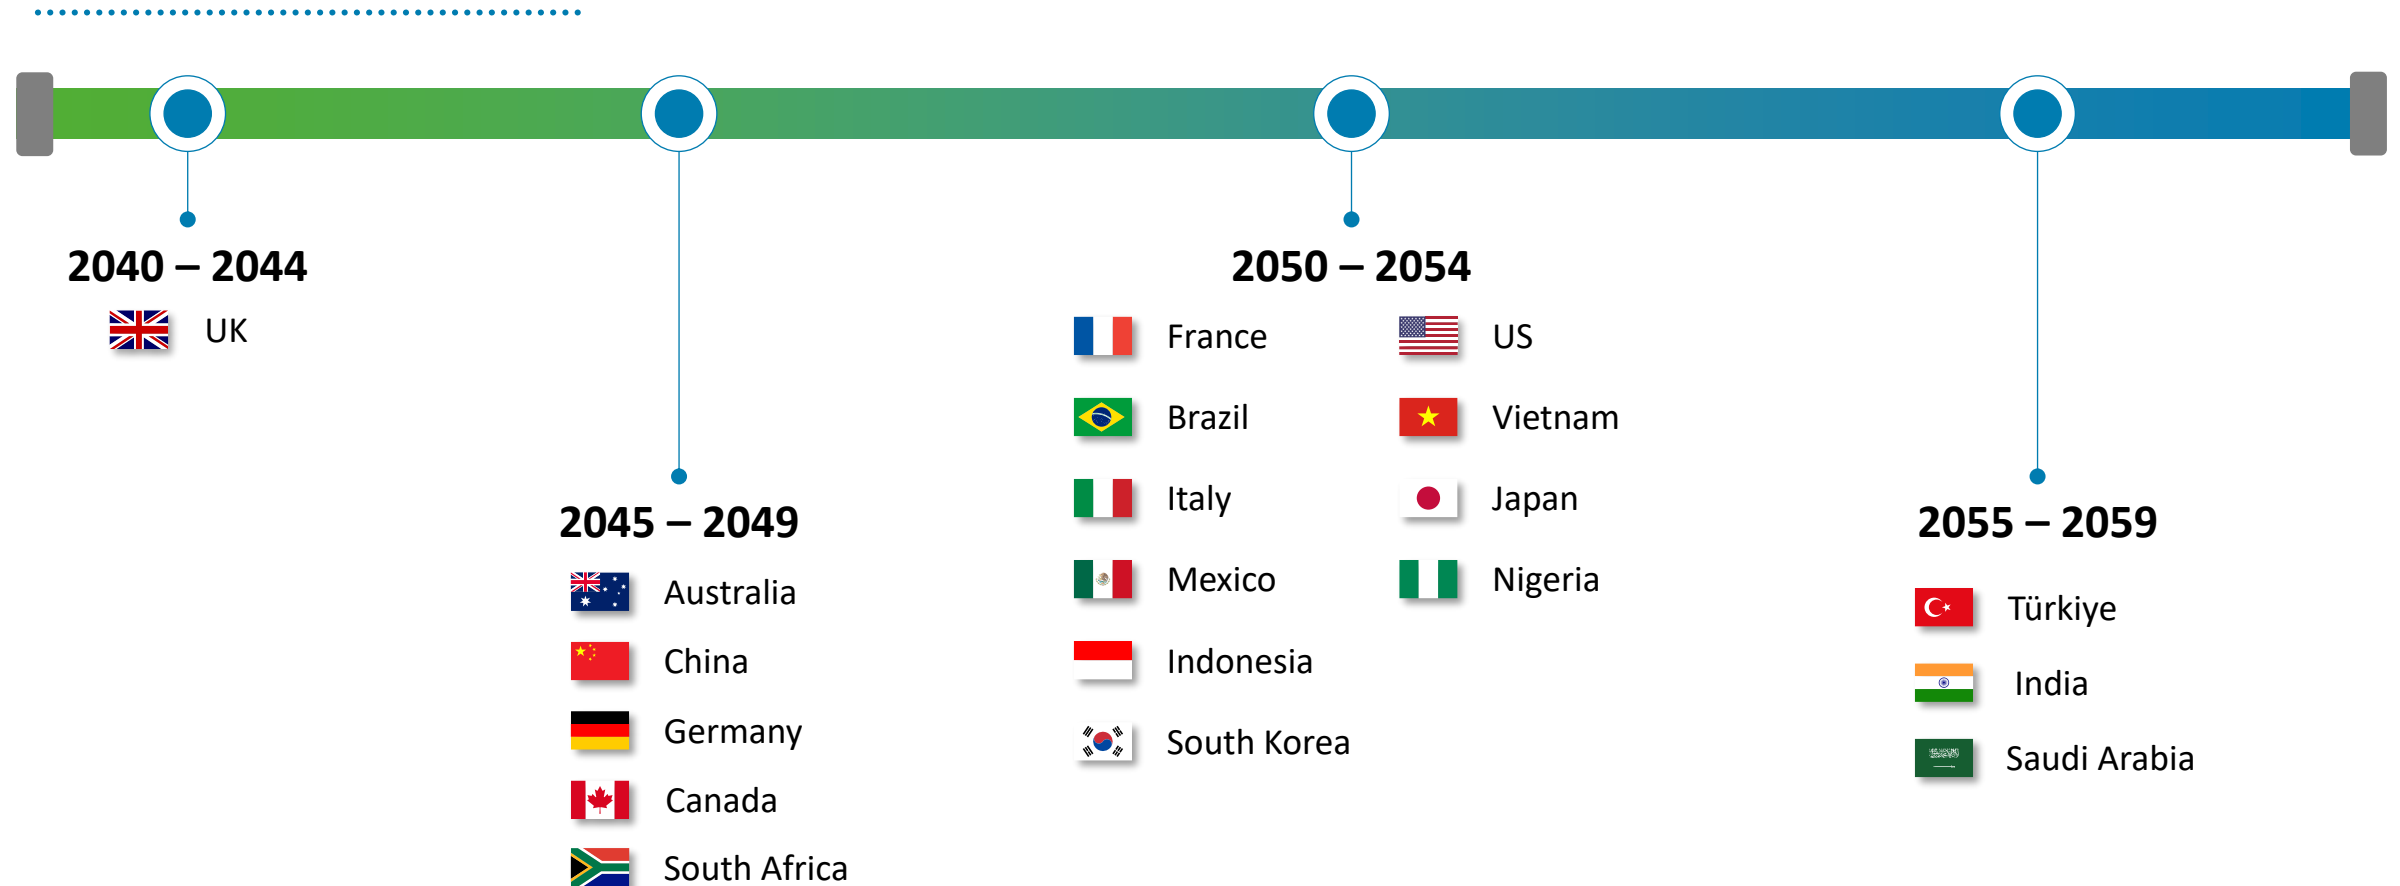 2040 – 2044
UK
2045 – 2049
Australia
China
Germany
Canada
South Africa
2050 – 2054
France
Brazil
Italy
Mexico
Indonesia
South Korea
US
Vietnam
Japan
Nigeria
2055 – 2059
Türkiye
India
Saudi Arabia